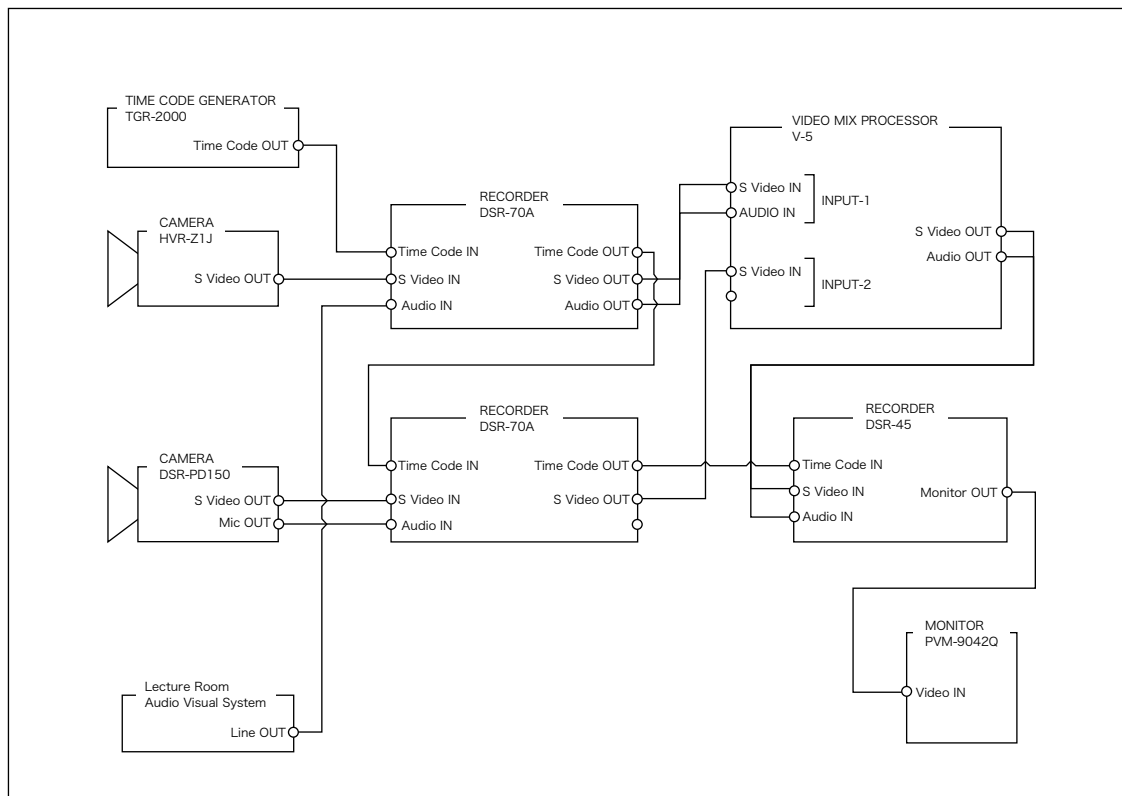 TIME CODE GENERATOR
TGR-2000
Time Code OUT
CAMERA
HVR-Z1J
S Video OUT
RECORDER
DSR-70A
Time Code IN
S Video IN
Audio IN
Time Code OUT
S Video OUT
Audio OUT
VIDEO MIX PROCESSOR
V-5
S Video IN
AUDIO IN
INPUT-1
S Video IN
INPUT-2
S Video OUT
Audio OUT
CAMERA
DSR-PD150
S Video OUT
Mic OUT
RECORDER
DSR-70A
Time Code IN
S Video IN
Audio IN
Time Code OUT
S Video OUT
RECORDER
DSR-45
Time Code IN
S Video IN
Audio IN
Monitor OUT
Lecture Room
Audio Visual System
Line OUT
MONITOR
PVM-9042Q
Video IN